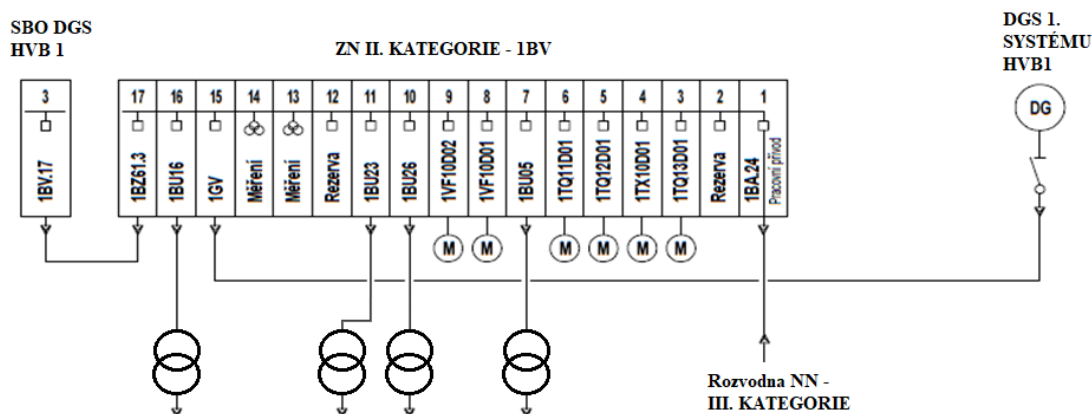 SBO DGS
HVB 1
ZN II. KATEGORIE - 1BV
DGS 1.
SYSTÉMU
HVB1
3
17
16
15
14
13
12
11
10
9
8
7
6
5
4
3
2
1
1BV.17
1BZ61.3
1BU16
1GV
Měření
Měření
Rezerva
1BU23
1BU26
1VF10D02
1VF10D01
1BU05
1TQ11D01
1TQ12D01
1TX10D01
1TQ13D01
Rezerva
1BA.24
Pracovní přívod
DG
M
M
M
M
M
M
Rozvodna NN -
III. KATEGORIE